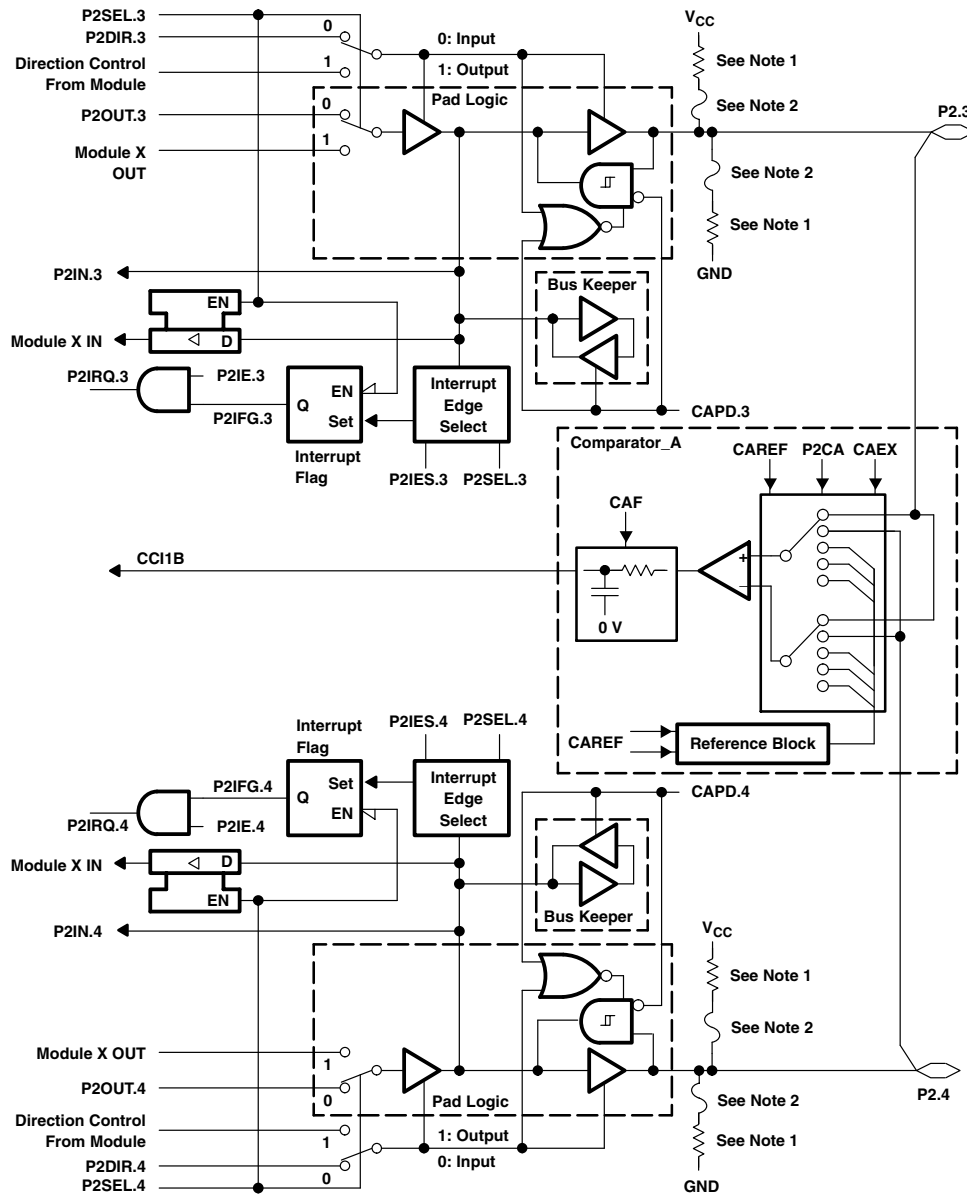 P2SEL.3
P2DIR.3
0
0: Input
Direction Control
From Module
1
1: Output
Pad Logic
P2OUT.3
0
Module X
OUT
1
VCC
See Note 1
See Note 2
P2.3
See Note 2
See Note 1
GND
P2IN.3
Bus Keeper
EN
Module X IN
D
P2IRQ.3
P2IE.3
P2IFG.3
Q
EN
Set
Interrupt
Flag
Interrupt
Edge
Select
P2IES.3
P2SEL.3
CAPD.3
Comparator_A
CAREF
P2CA
CAEX
CAF
CCI1B
+
−
0 V
CAREF
Reference Block
Interrupt
Flag
P2IES.4
P2SEL.4
P2IFG.4
Q
Set
EN
Interrupt
Edge
Select
P2IRQ.4
P2IE.4
CAPD.4
Module X IN
D
EN
Bus Keeper
P2IN.4
VCC
See Note 1
See Note 2
Module X OUT
1
P2OUT.4
0
Pad Logic
P2.4
See Note 2
See Note 1
GND
Direction Control
From Module
1
1: Output
0: Input
P2DIR.4
0
P2SEL.4